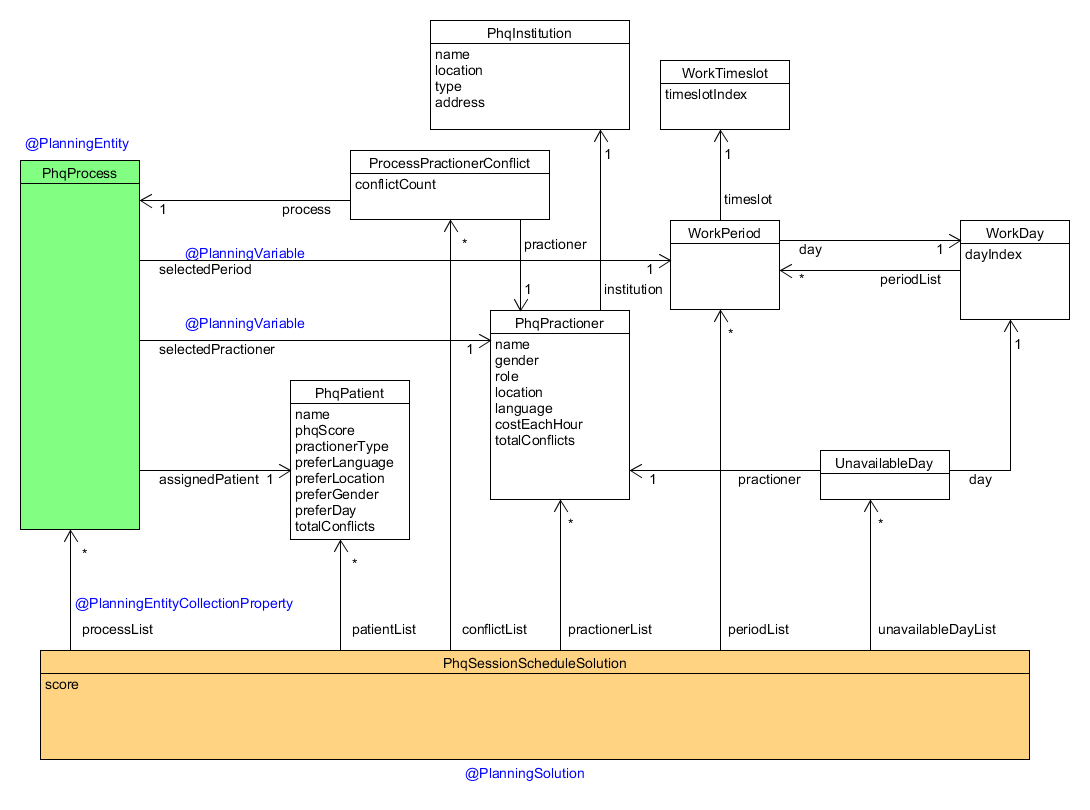 PhqInstitution
name
location
type
address
WorkTimeslot
timeslotIndex
1
1
timeslot
@PlanningEntity
PhqProcess
ProcessPractionerConflict
conflictCount
1
process
*
practioner
1
institution
WorkPeriod
day
1
*
periodList
WorkDay
dayIndex
@PlanningVariable
selectedPeriod
1
@PlanningVariable
selectedPractioner
1
PhqPractioner
name
gender
role
location
language
costEachHour
totalConflicts
*
1
PhqPatient
name
phqScore
practionerType
preferLanguage
preferLocation
preferGender
preferDay
totalConflicts
assignedPatient
1
1
practioner
UnavailableDay
day
*
*
*
*
@PlanningEntityCollectionProperty
processList
patientList
conflictList
practionerList
periodList
unavailableDayList
PhqSessionScheduleSolution
score
@PlanningSolution